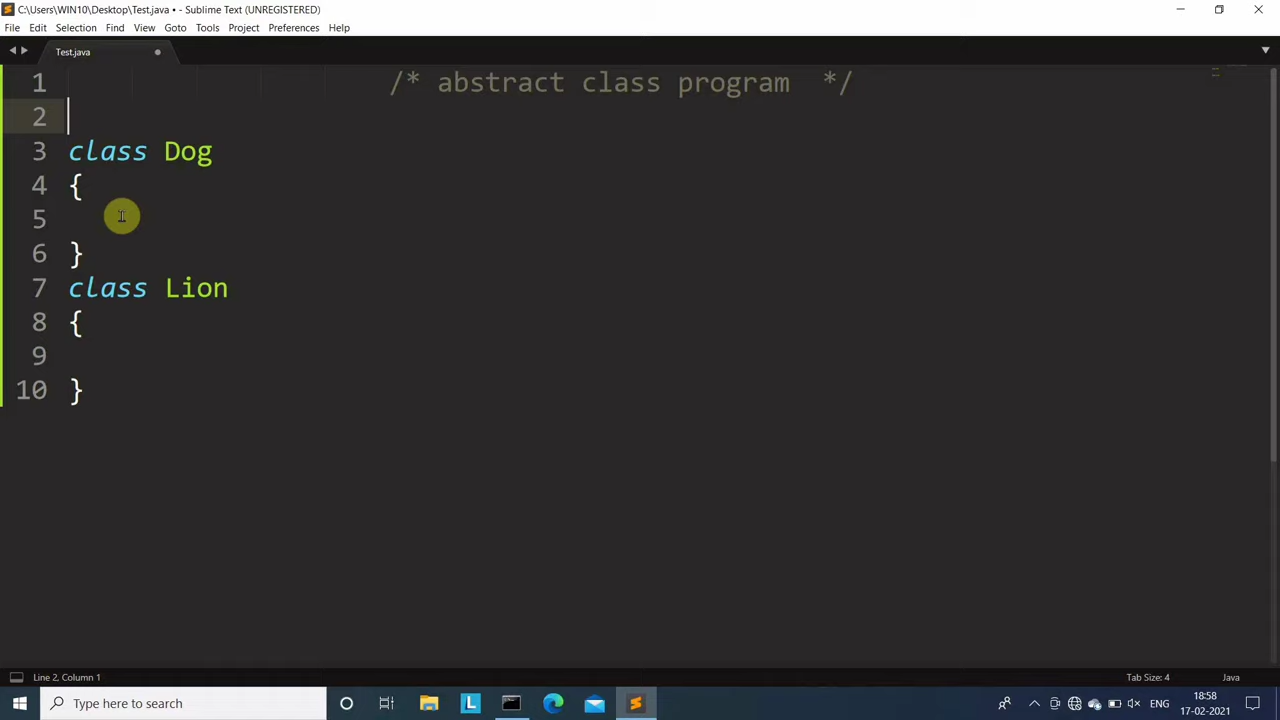 C:\Users\WIN10\Desktop\Test.java • - Sublime Text (UNREGISTERED)
File Edit Selection Find View Goto Tools Project Preferences Help
Test.java
1 /* abstract class program */
2
3 class Dog
4 {
5
6 }
7 class Lion
8 {
9
10 }
Line 2, Column 1 Tab Size: 4 Java
Type here to search L S ENG 18:58
17-02-2021